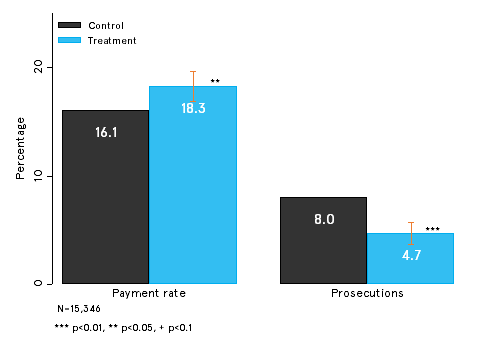 Control
Treatment
Percentage
20
10
0
16.1
18.3
**
8.0
4.7
***
Payment rate
Prosecutions
N=15,346
*** p<0.01, ** p<0.05, + p<0.1